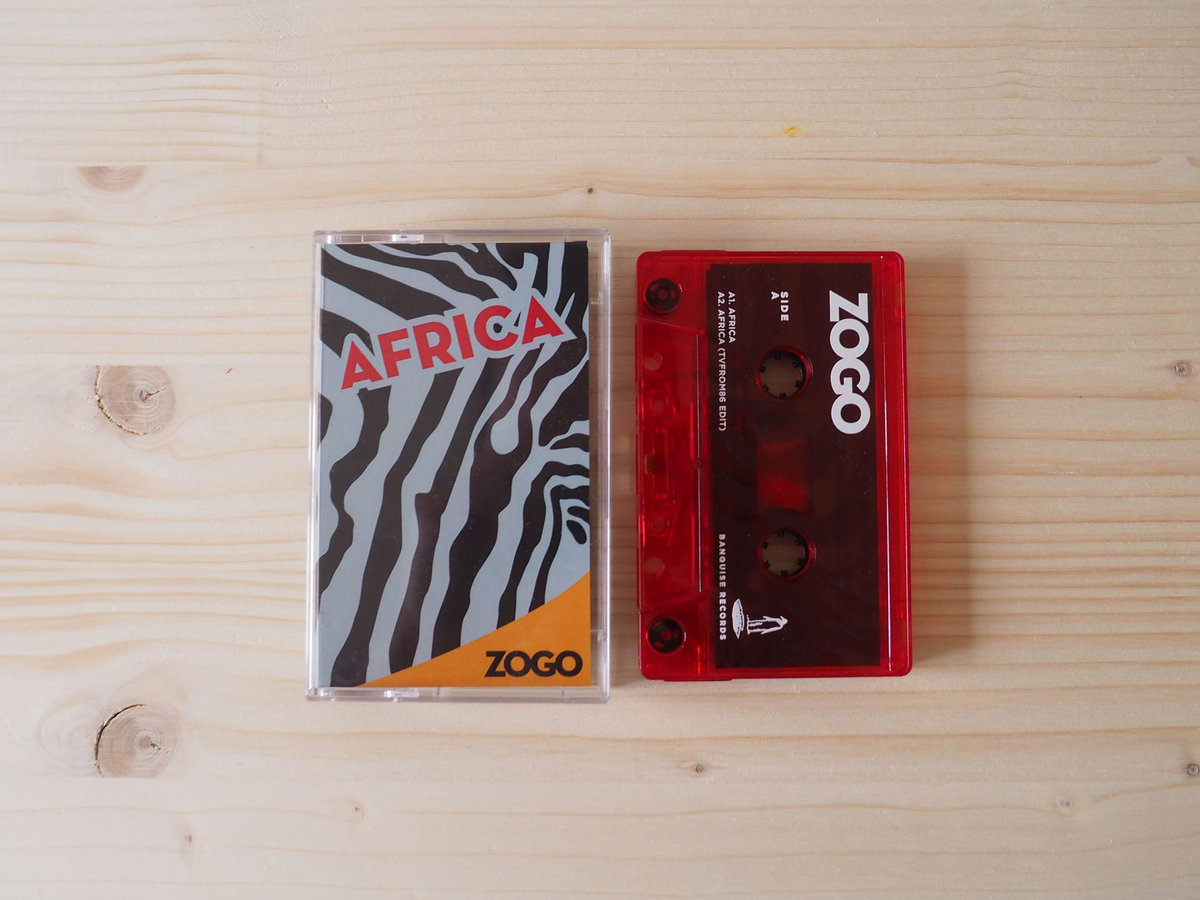 AFRICA
ZOGO
ZOGO
SIDE
A
A1. AFRICA
A2. AFRICA (TVFROM86 EDIT)
BANQUISE RECORDS